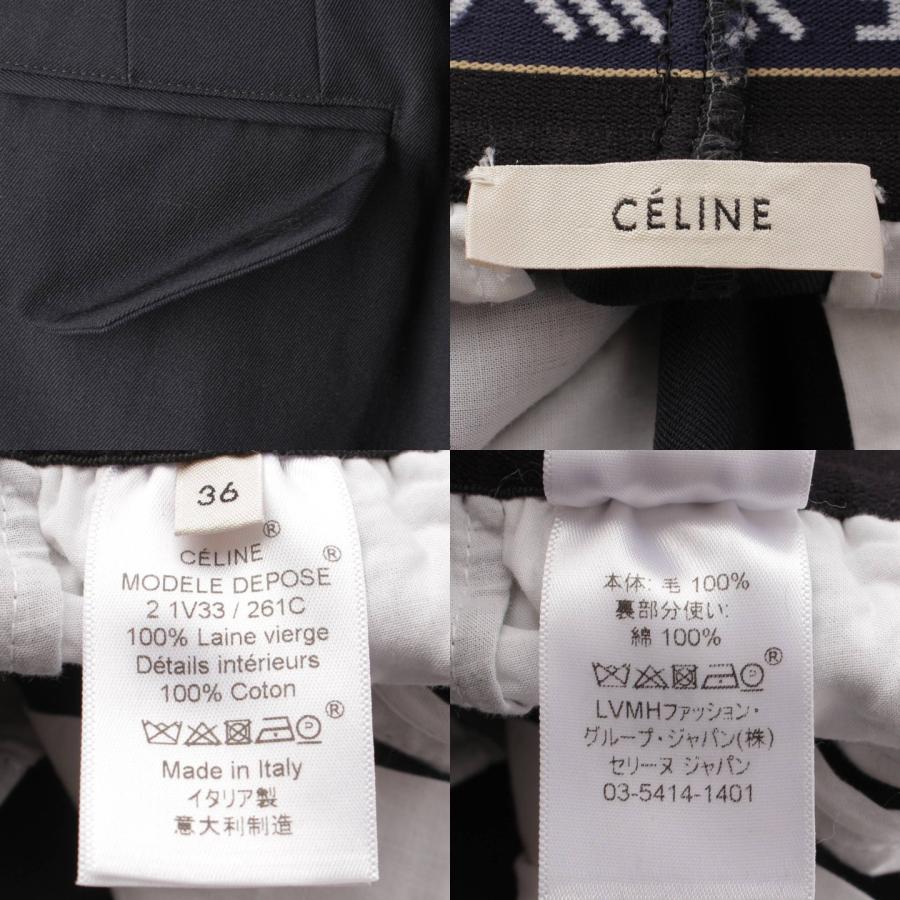 CÉLINE
36
CÉLINE®
MODELE DEPOSE®
2 1V33 / 261C
100% Laine vierge
Détails intérieurs
100% Coton
®
Made in Italy
イタリア製
意大利制造
本体: 毛 100%
裏部分使い:
綿 100%
®
LVMHファッション・
グループ・ジャパン(株)
セリーヌ ジャパン
03-5414-1401